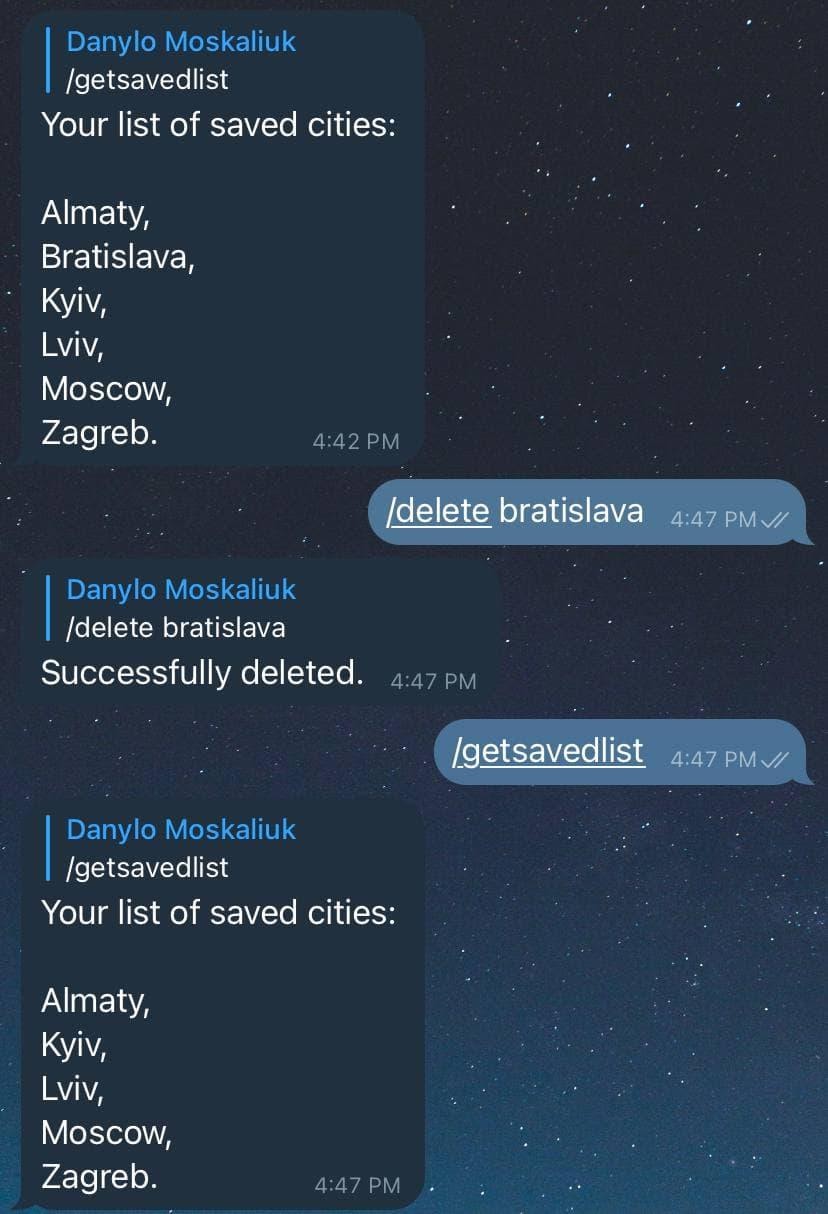 Danylo Moskaliuk
/getsavedlist
Your list of saved cities:
Almaty,
Bratislava,
Kyiv,
Lviv,
Moscow,
Zagreb.
4:42 PM
/delete bratislava 4:47 PM
Danylo Moskaliuk
/delete bratislava
Successfully deleted. 4:47 PM
/getsavedlist 4:47 PM
Danylo Moskaliuk
/getsavedlist
Your list of saved cities:
Almaty,
Kyiv,
Lviv,
Moscow,
Zagreb.
4:47 PM